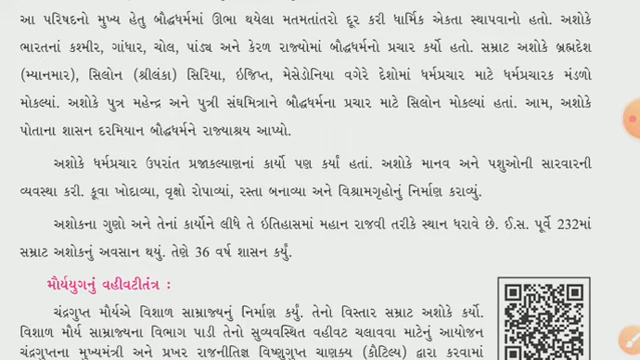 આ પરિષદનો મુખ્ય હેતુ બૌદ્ધધર્મમાં ઊભા થયેલા મતમતાંતરો દૂર કરી ધાર્મિક એકતા સ્થાપવાનો હતો. અશોકે
ભારતનાં કશ્મીર, ગાંધાર, ચોલ, પાંડ્ય અને કેરળ રાજ્યોમાં બૌદ્ધધર્મનો પ્રચાર કર્યો હતો. સમ્રાટ અશોકે બ્રહ્મદેશ
(મ્યાનમાર), સિલોન (શ્રીલંકા) સિરિયા, ઇજિપ્ત, મેસેડોનિયા વગેરે દેશોમાં ધર્મપ્રચાર માટે ધર્મપ્રચારક મંડળો
મોકલ્યાં. અશોકે પુત્ર મહેન્દ્ર અને પુત્રી સંઘમિત્રાને બૌદ્ધધર્મના પ્રચાર માટે સિલોન મોકલ્યાં હતાં. આમ, અશોકે
પોતાના શાસન દરમિયાન બૌદ્ધધર્મને રાજ્યાશ્રય આપ્યો.
અશોકે ધર્મપ્રચાર ઉપરાંત પ્રજાકલ્યાણનાં કાર્યો પણ કર્યાં હતાં. અશોકે માનવ અને પશુઓની સારવારની
વ્યવસ્થા કરી. કૂવા ખોદાવ્યા, વૃક્ષો રોપાવ્યાં, રસ્તા બનાવ્યા અને વિશ્રામગૃહોનું નિર્માણ કરાવ્યું.
અશોકના ગુણો અને તેનાં કાર્યોને લીધે તે ઇતિહાસમાં મહાન રાજવી તરીકે સ્થાન ધરાવે છે. ઈ.સ. પૂર્વે 232માં
સમ્રાટ અશોકનું અવસાન થયું. તેણે 36 વર્ષ શાસન કર્યું.
મૌર્યયુગનું વહીવટીતંત્ર :
ચંદ્રગુપ્ત મૌર્યએ વિશાળ સામ્રાજ્યનું નિર્માણ કર્યું. તેનો વિસ્તાર સમ્રાટ અશોકે કર્યો.
વિશાળ મૌર્ય સામ્રાજ્યના વિભાગ પાડી તેનો સુવ્યવસ્થિત વહીવટ ચલાવવા માટેનું આયોજન
ચંદ્રગુપ્તના મુખ્યમંત્રી અને પ્રખર રાજનીતિજ્ઞ વિષ્ણુગુપ્ત ચાણક્ય (કૌટિલ્ય) દ્વારા કરવામાં